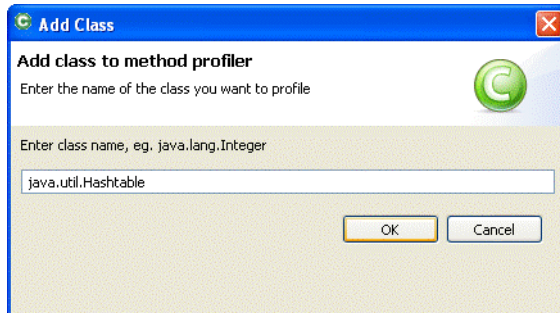 Add Class
Add class to method profiler
Enter the name of the class you want to profile
C
Enter class name, eg. java.lang.Integer
java.util.Hashtable
OK
Cancel